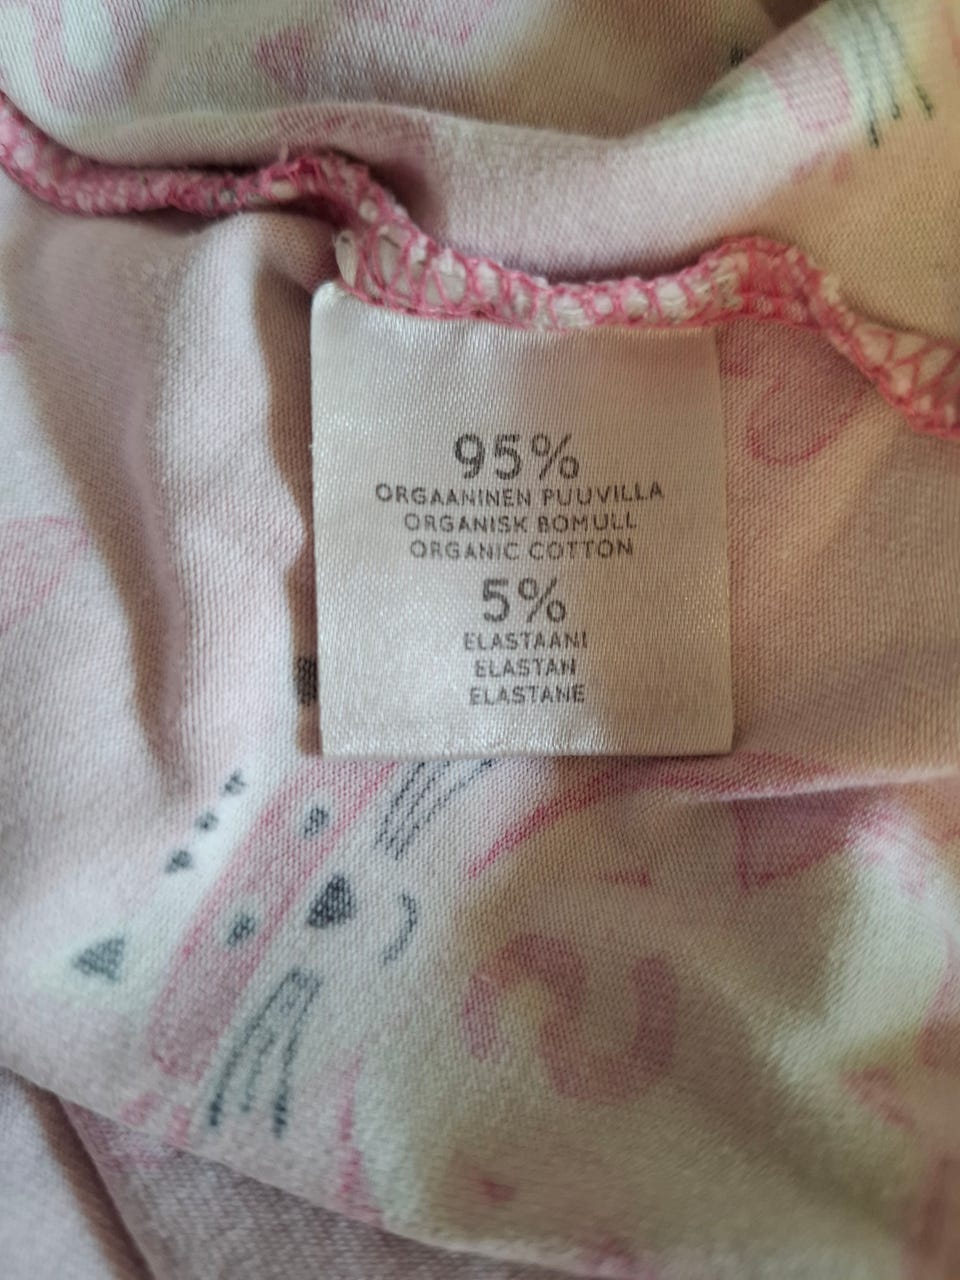 95%
ORGAANINEN PUUVILLA
ORGANISK BOMULL
ORGANIC COTTON
5%
ELASTAANI
ELASTAN
ELASTANE